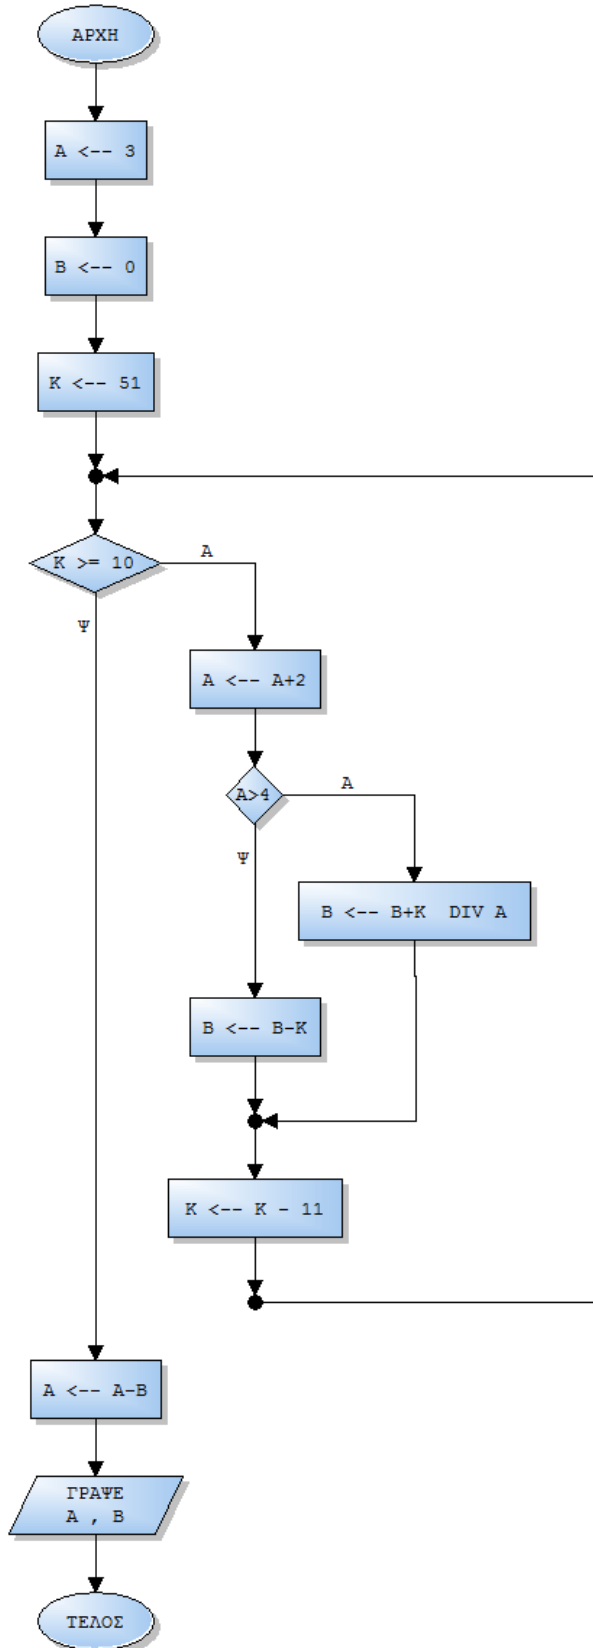 ΑΡΧΗ
Α <-- 3
Β <-- 0
Κ <-- 51
Κ >= 10
Α
Ψ
Α <-- Α+2
Α>4
Α
Ψ
Β <-- Β+Κ  DIV Α
Β <-- Β-Κ
Κ <-- Κ - 11
Α <-- Α-Β
ΓΡΑΨΕ
Α , Β
ΤΕΛΟΣ